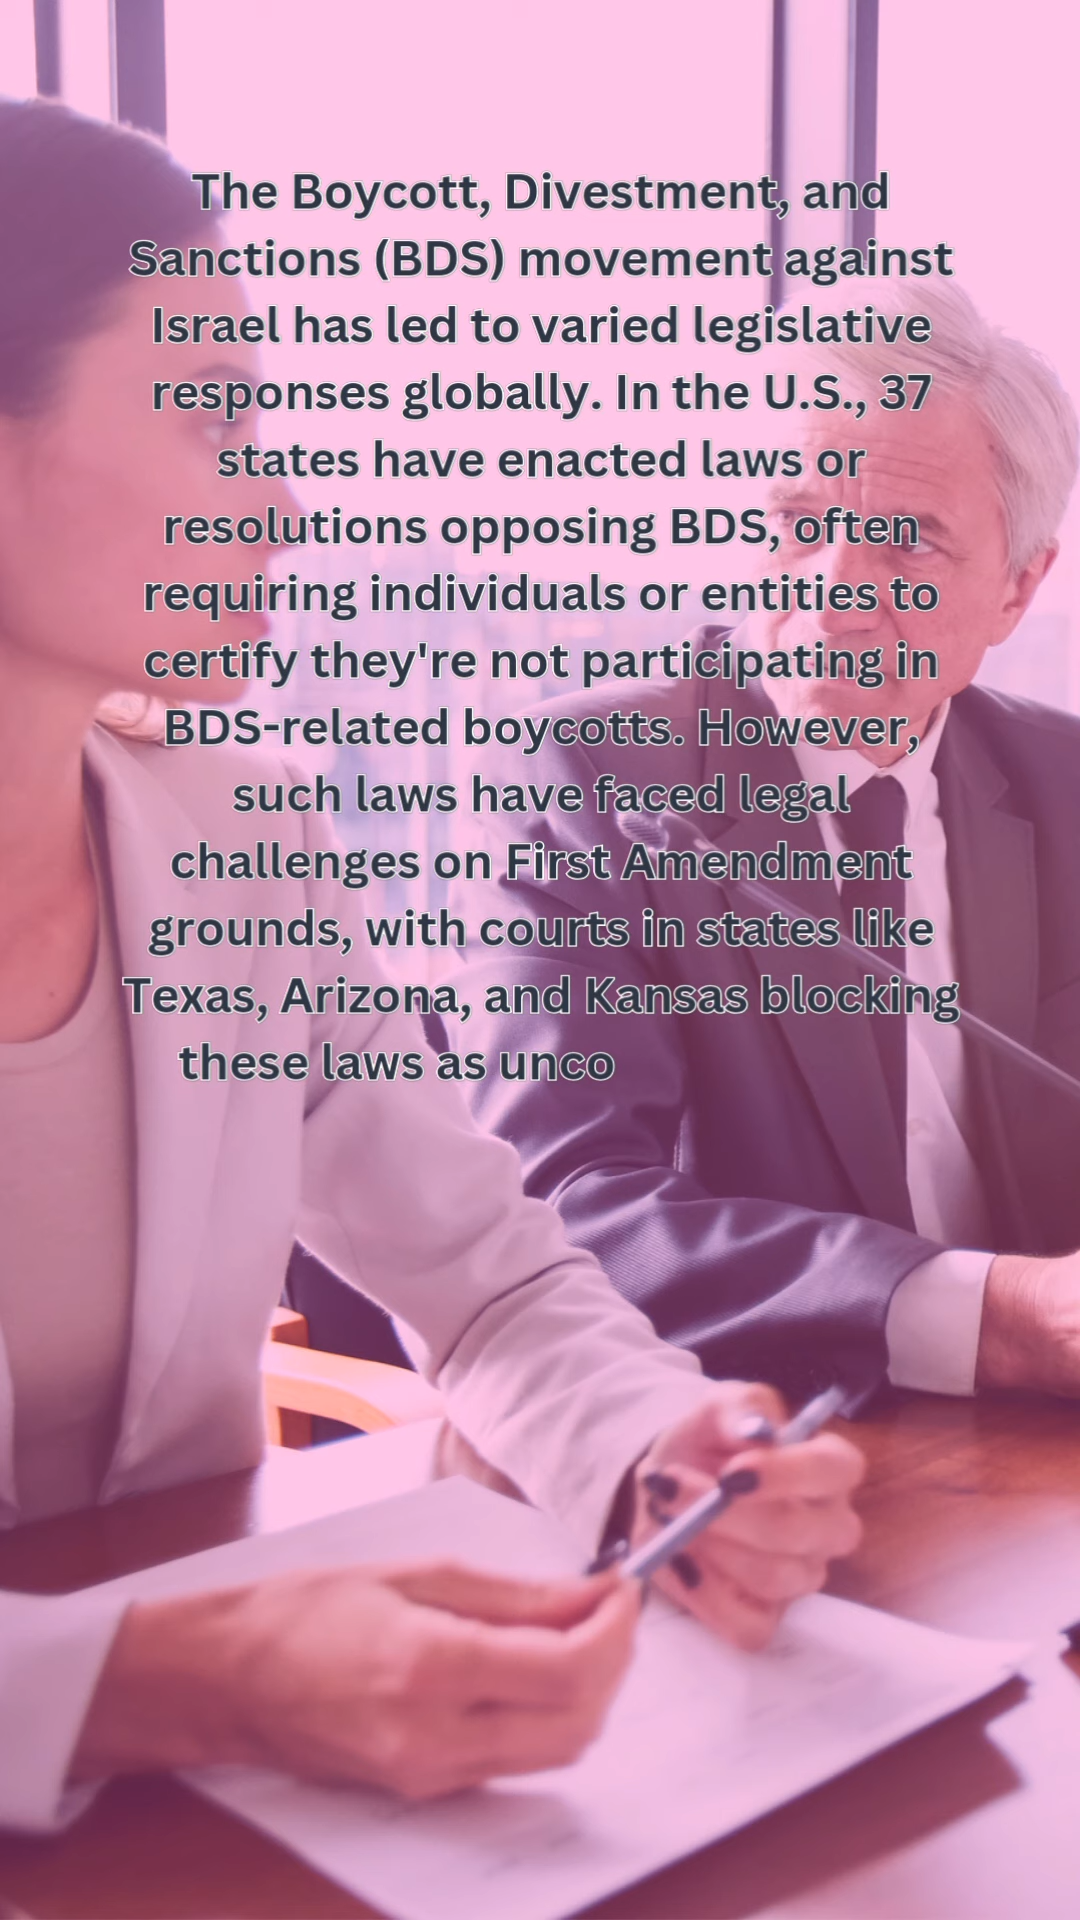 The Boycott, Divestment, and
Sanctions (BDS) movement against
Israel has led to varied legislative
responses globally. In the U.S., 37
states have enacted laws or
resolutions opposing BDS, often
requiring individuals or entities to
certify they're not participating in
BDS-related boycotts. However,
such laws have faced legal
challenges on First Amendment
grounds, with courts in states like
Texas, Arizona, and Kansas blocking
these laws as unco